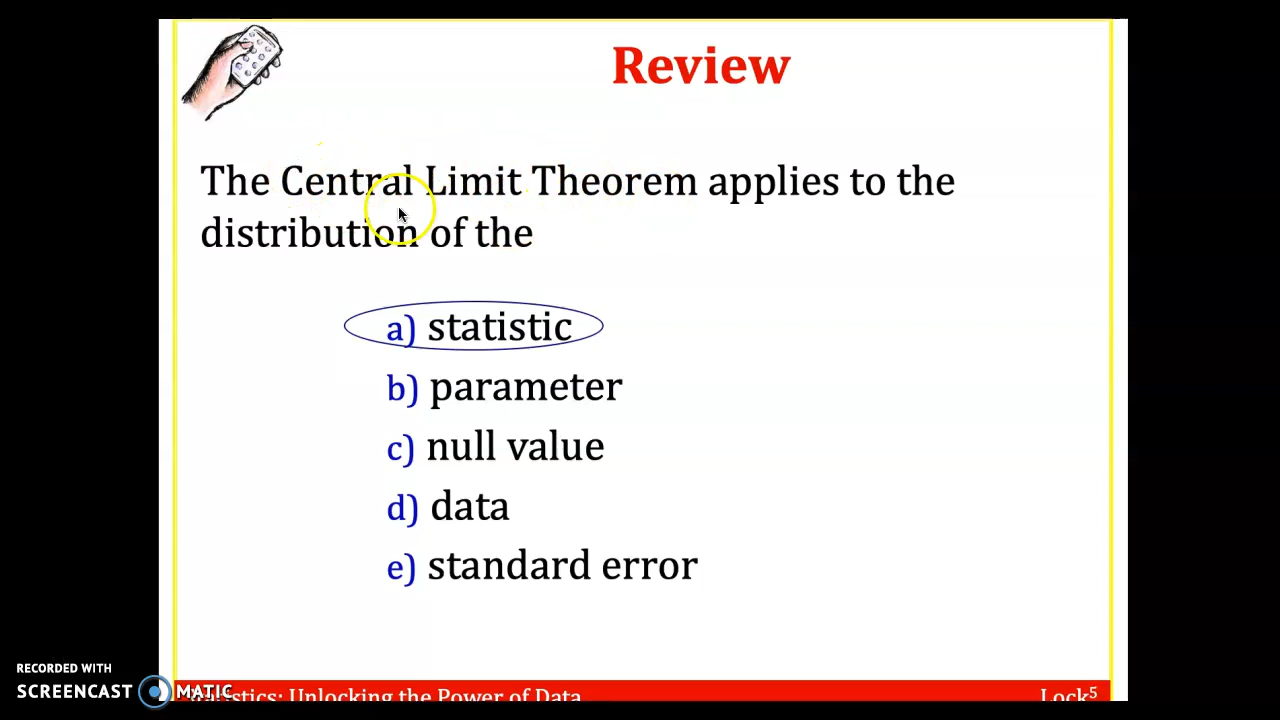 Review
The Central Limit Theorem applies to the
distribution of the
a) statistic
b) parameter
c) null value
d) data
e) standard error
Statistics: Unlocking the Power of Data
Lock5
RECORDED WITH
SCREENCAST MATIC